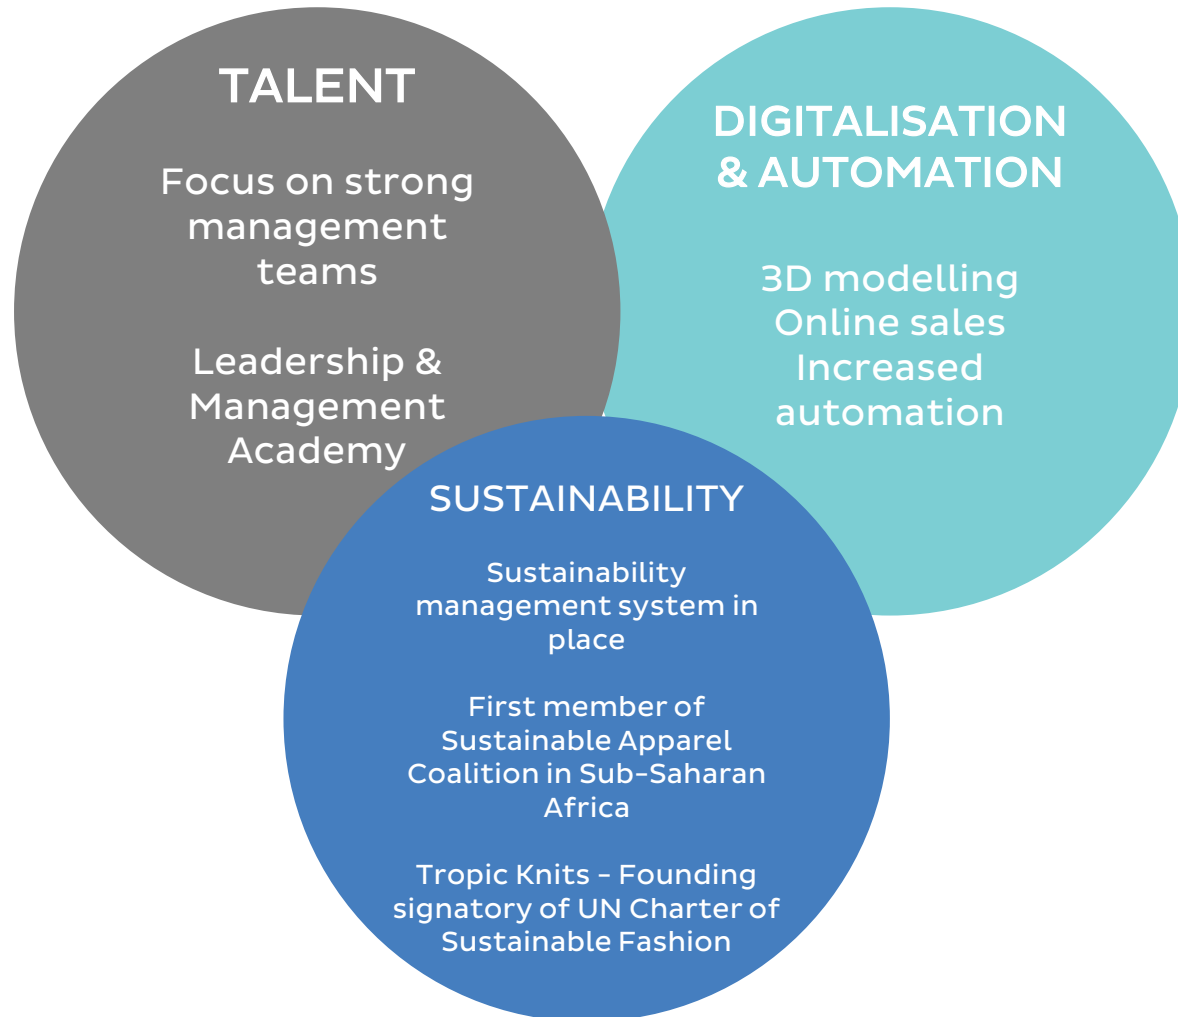 TALENT
Focus on strong
management
teams
Leadership &
Management
Academy
DIGITALISATION
& AUTOMATION
3D modelling
Online sales
Increased
automation
SUSTAINABILITY
Sustainability
management system in
place
First member of
Sustainable Apparel
Coalition in Sub-Saharan
Africa
Tropic Knits – Founding
signatory of UN Charter of
Sustainable Fashion